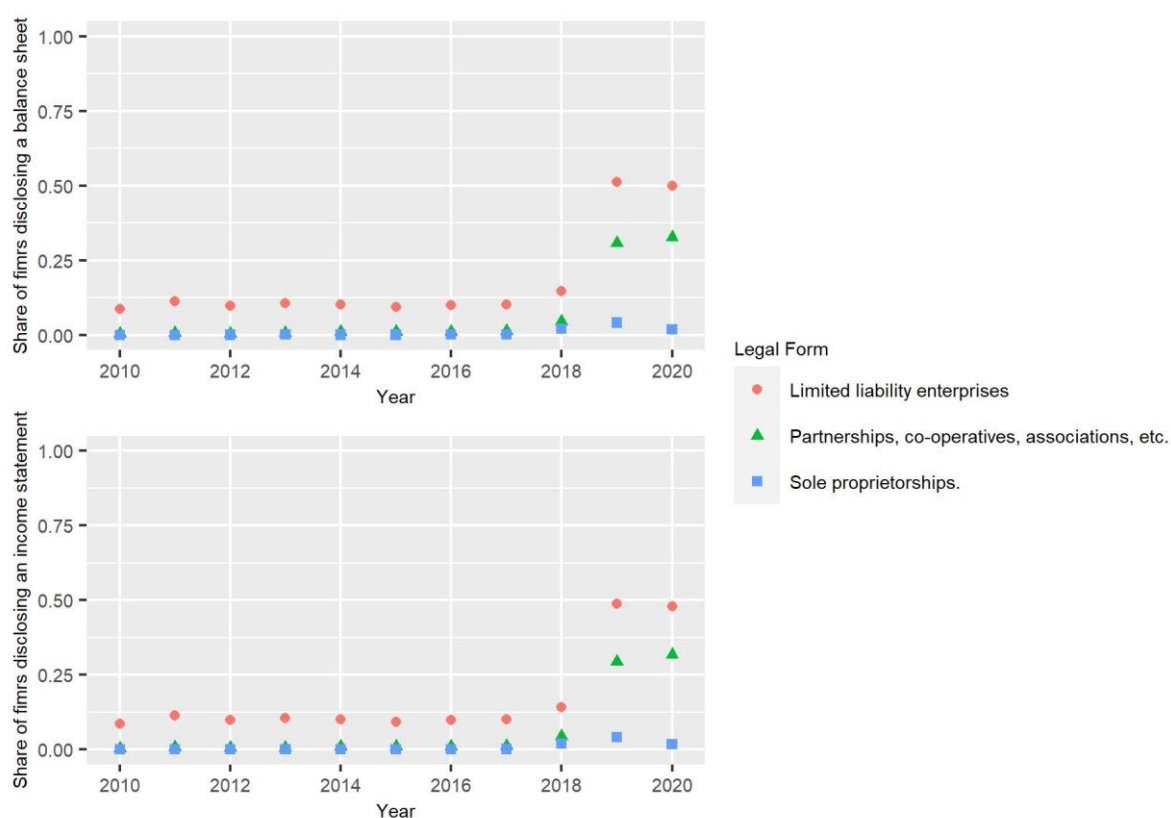 Share of fimrs disclosing a balance sheet
1.00
0.75
0.50
0.25
0.00
2010 2012 2014 2016 2018 2020
Year
Share of fimrs disclosing an income statement
1.00
0.75
0.50
0.25
0.00
2010 2012 2014 2016 2018 2020
Year
Legal Form
Limited liability enterprises
Partnerships, co-operatives, associations, etc.
Sole proprietorships.